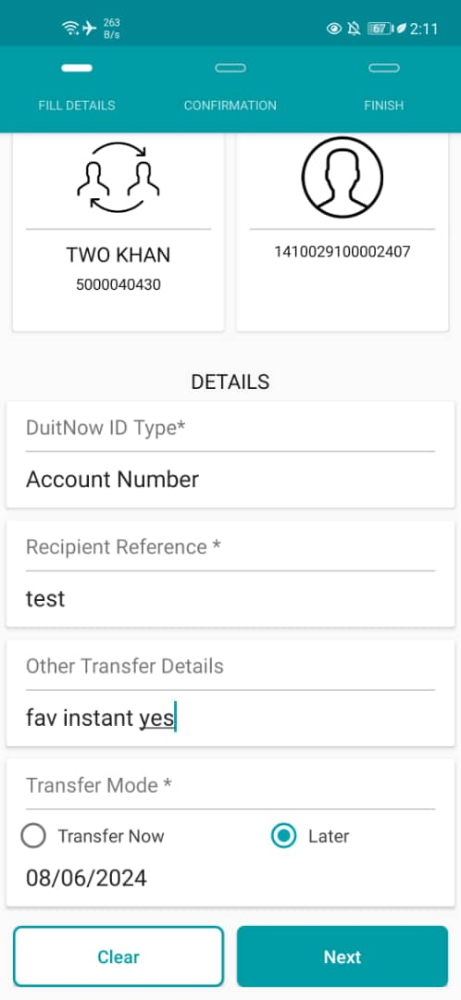 263
B/s
67
2:11
FILL DETAILS
CONFIRMATION
FINISH
TWO KHAN
5000040430
1410029100002407
DETAILS
DuitNow ID Type*
Account Number
Recipient Reference *
test
Other Transfer Details
fav instant yes
Transfer Mode *
Transfer Now
Later
08/06/2024
Clear
Next